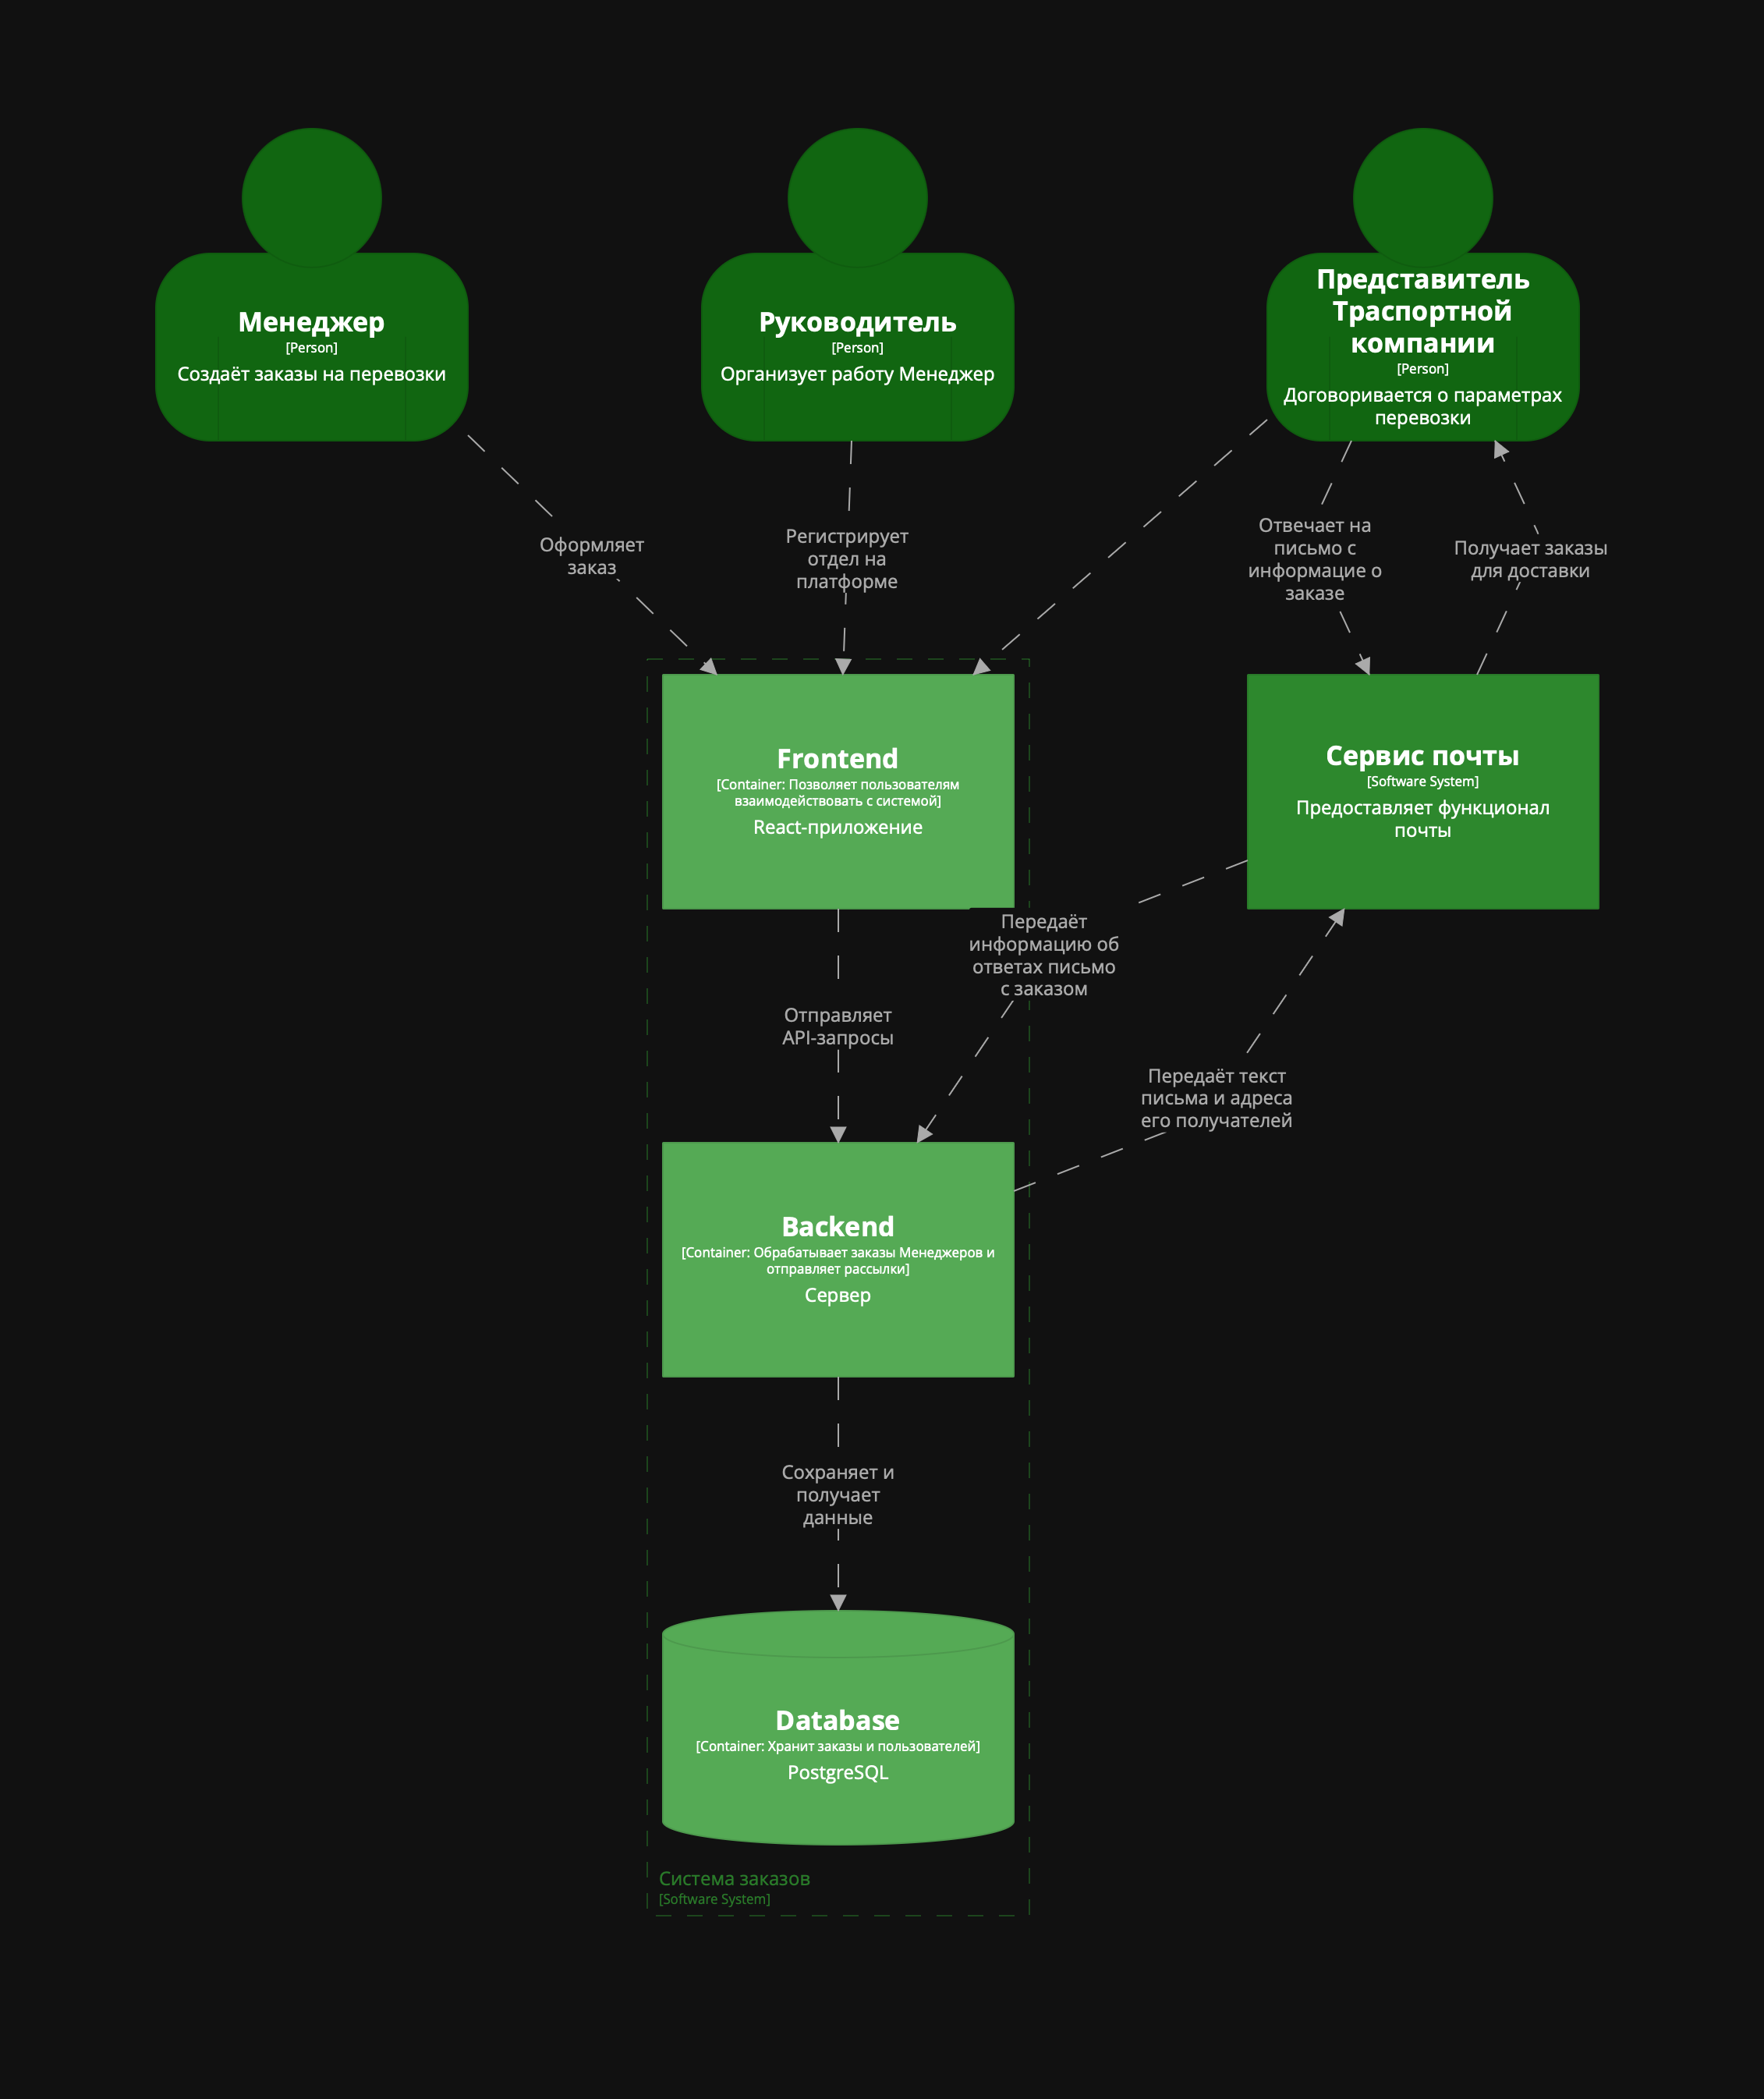 Менеджер
[Person]
Создаёт заказы на перевозки
Руководитель
[Person]
Организует работу Менеджер
Представитель
Траспортной
компании
[Person]
Договоривается о параметрах
перевозки
Оформляет
заказ
Регистрирует
отдел на
платформе
Отвечает на
письмо с
информацие о
заказе
Получает заказы
для доставки
Frontend
[Container: Позволяет пользователям
взаимодействовать с системой]
React-приложение
Сервис почты
[Software System]
Предоставляет функционал
почты
Передаёт
информацию об
ответах письмо
с заказом
Отправляет
API-запросы
Передаёт текст
письма и адреса
его получателей
Backend
[Container: Обрабатывает заказы Менеджеров и
отправляет рассылки]
Сервер
Сохраняет и
получает
данные
Database
[Container: Хранит заказы и пользователей]
PostgreSQL
Система заказов
[Software System]